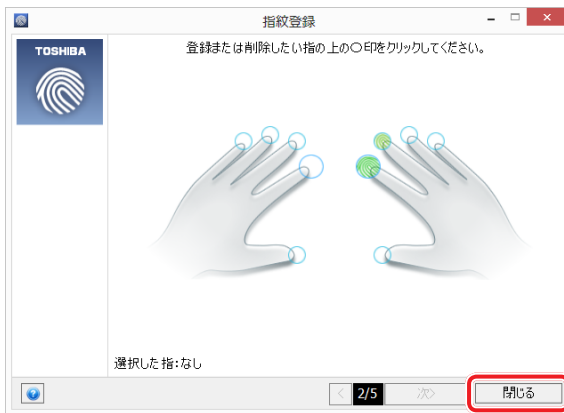 指紋登録
TOSHIBA
登録または削除したい指の上の○印をクリックしてください。
選択した指:なし
< 2/5 次> 閉じる